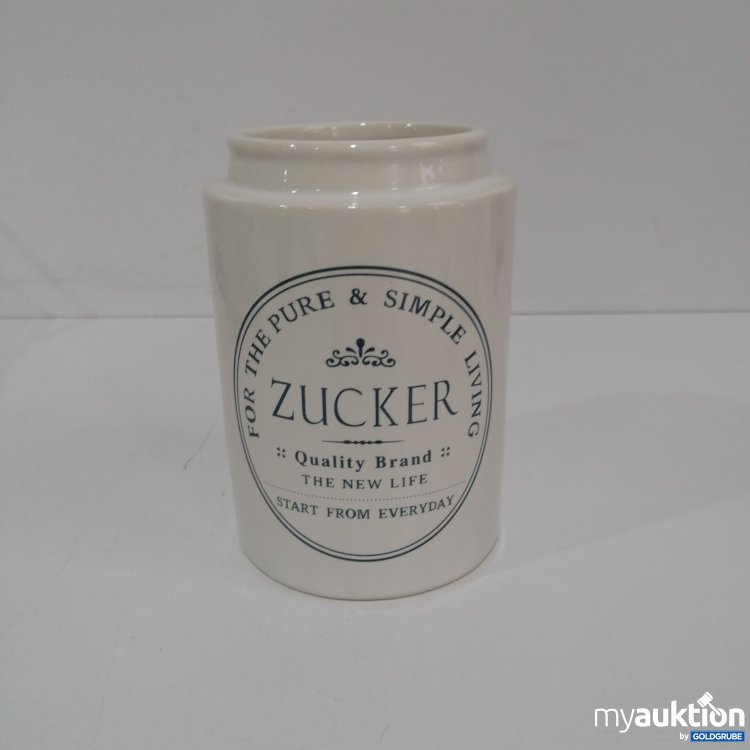 FOR THE PURE & SIMPLE LIVING
ZUCKER
Quality Brand
THE NEW LIFE
START FROM EVERYDAY
myauktion
by GOLDGRUBE